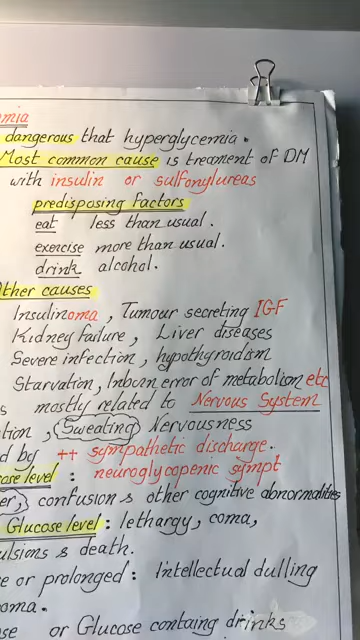 mia
dangerous that hyperglycemia.
Most common cause is treament of DM
with insulin or sulfonylureas
predisposing factors
eat less than usual.
exercise more than usual.
drink alcohol.
ther causes
Insulinoma, Tumour secreting IGF
Kidney failure, Liver diseases
Severe infection, hypothyroidism
Starvation, Inborn error of metabolism etc
s mostly related to Nervous System
tion, Sweating, Nervousness
d by ++ sympathetic discharge.
cose level: neuroglycopenic sympt
er, confusion & other cognitive abnormalities
Glucose level: lethargy, coma,
ulsions & death.
e or prolonged: Intellectual dulling
oma.
se or Glucose containg drinks